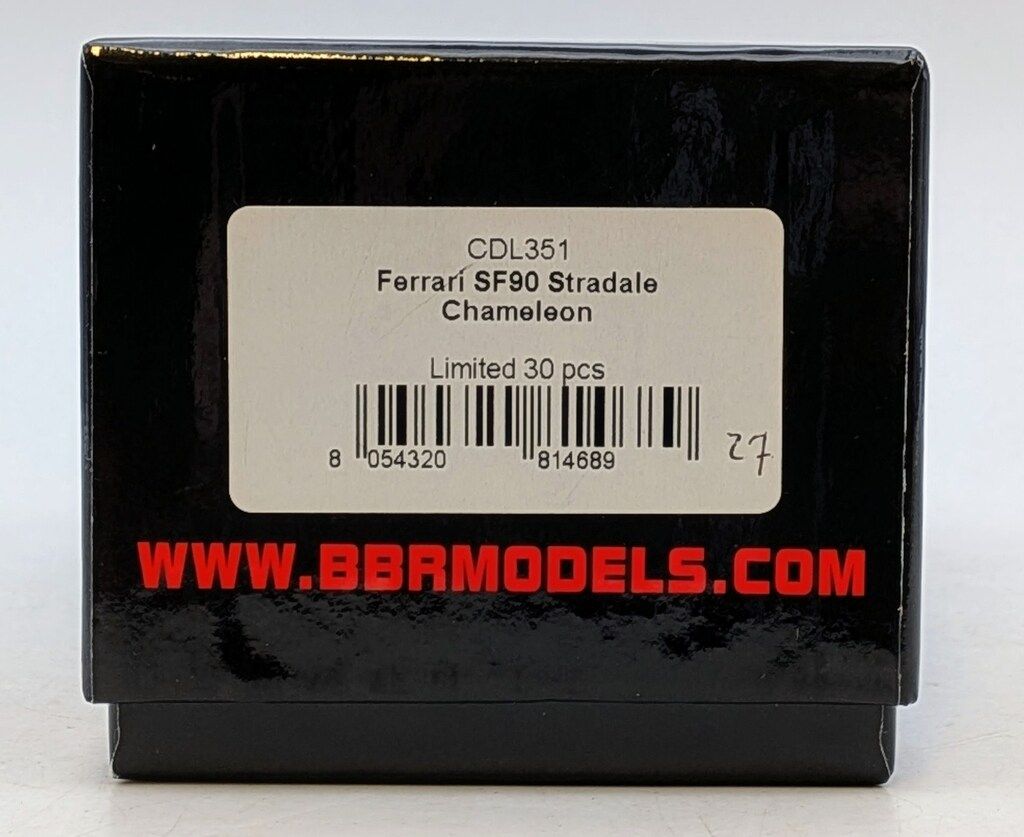 CDL351
Ferrari SF90 Stradale
Chameleon
Limited 30 pcs
8 054320 814689
27
WWW.BBRMODELS.COM